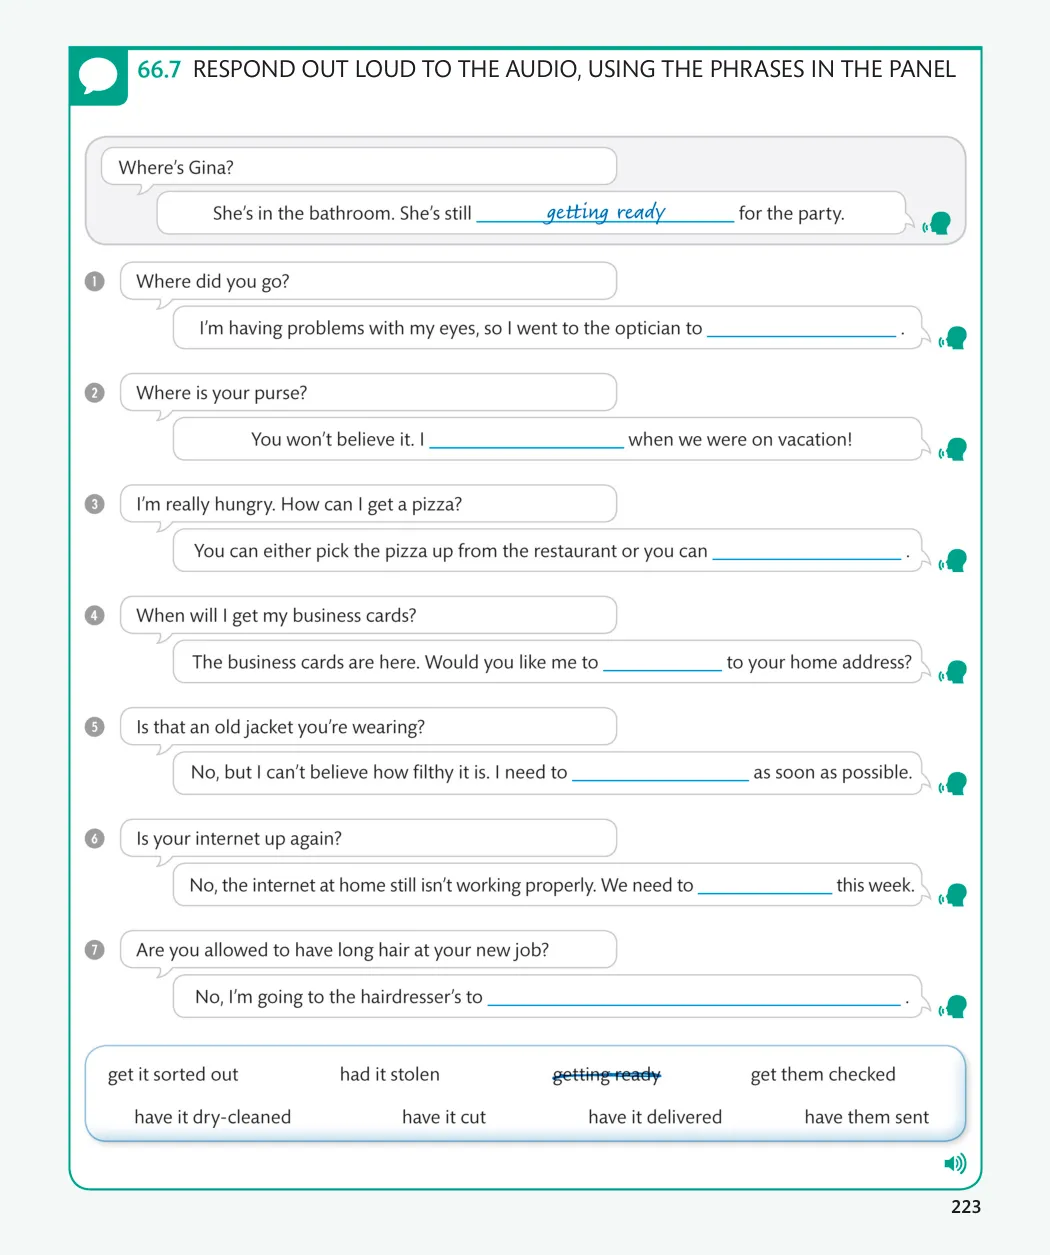 66.7 RESPOND OUT LOUD TO THE AUDIO, USING THE PHRASES IN THE PANEL
Where's Gina?
She's in the bathroom. She's still getting ready for the party.
1 Where did you go?
I'm having problems with my eyes, so I went to the optician to ____________________ .
2 Where is your purse?
You won't believe it. I ____________________ when we were on vacation!
3 I'm really hungry. How can I get a pizza?
You can either pick the pizza up from the restaurant or you can ____________________ .
4 When will I get my business cards?
The business cards are here. Would you like me to ____________ to your home address?
5 Is that an old jacket you're wearing?
No, but I can't believe how filthy it is. I need to __________________ as soon as possible.
6 Is your internet up again?
No, the internet at home still isn't working properly. We need to ______________ this week.
7 Are you allowed to have long hair at your new job?
No, I'm going to the hairdresser's to ____________________________________________ .
get it sorted out had it stolen getting ready get them checked
have it dry-cleaned have it cut have it delivered have them sent
223